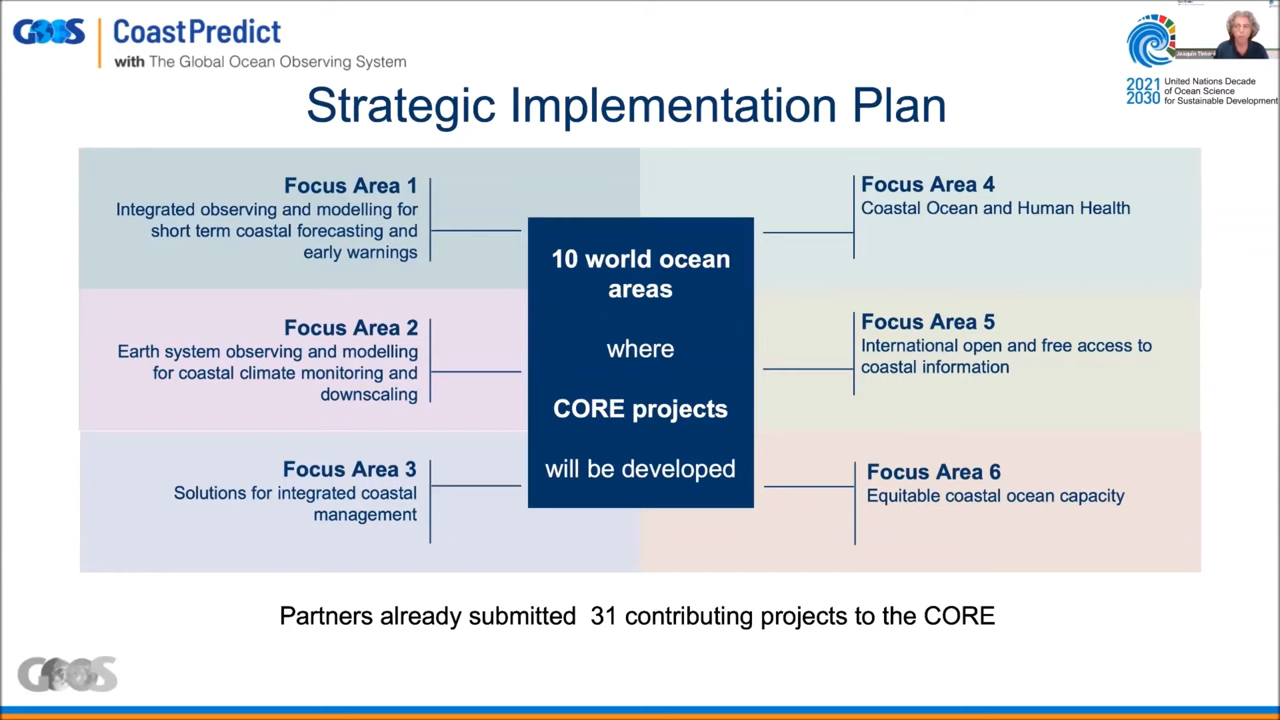 GOOS
CoastPredict
with The Global Ocean Observing System
2021
2030
United Nations Decade
of Ocean Science
for Sustainable Development
Strategic Implementation Plan
Focus Area 1
Integrated observing and modelling for
short term coastal forecasting and
early warnings
Focus Area 2
Earth system observing and modelling
for coastal climate monitoring and
downscaling
Focus Area 3
Solutions for integrated coastal
management
10 world ocean
areas
where
CORE projects
will be developed
Focus Area 4
Coastal Ocean and Human Health
Focus Area 5
International open and free access to
coastal information
Focus Area 6
Equitable coastal ocean capacity
Partners already submitted 31 contributing projects to the CORE
GOOS